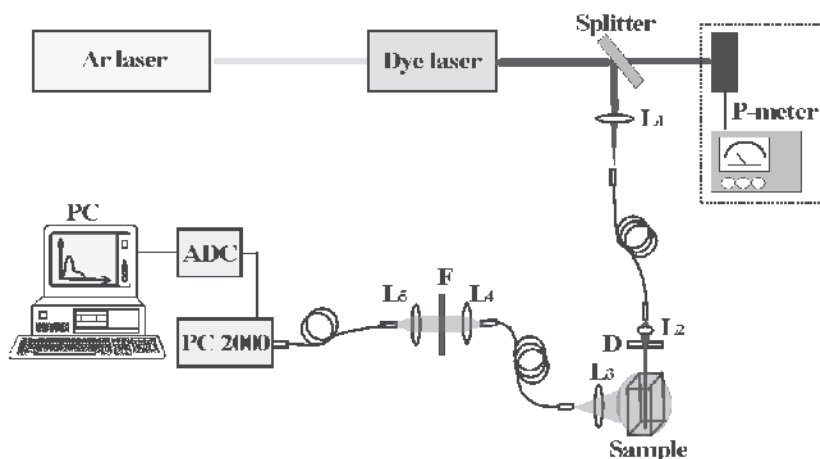 Splitter
Ar laser
Dye laser
P-meter
L1
PC
ADC
L5
F
L4
PC 2000
L2
D
L3
Sample